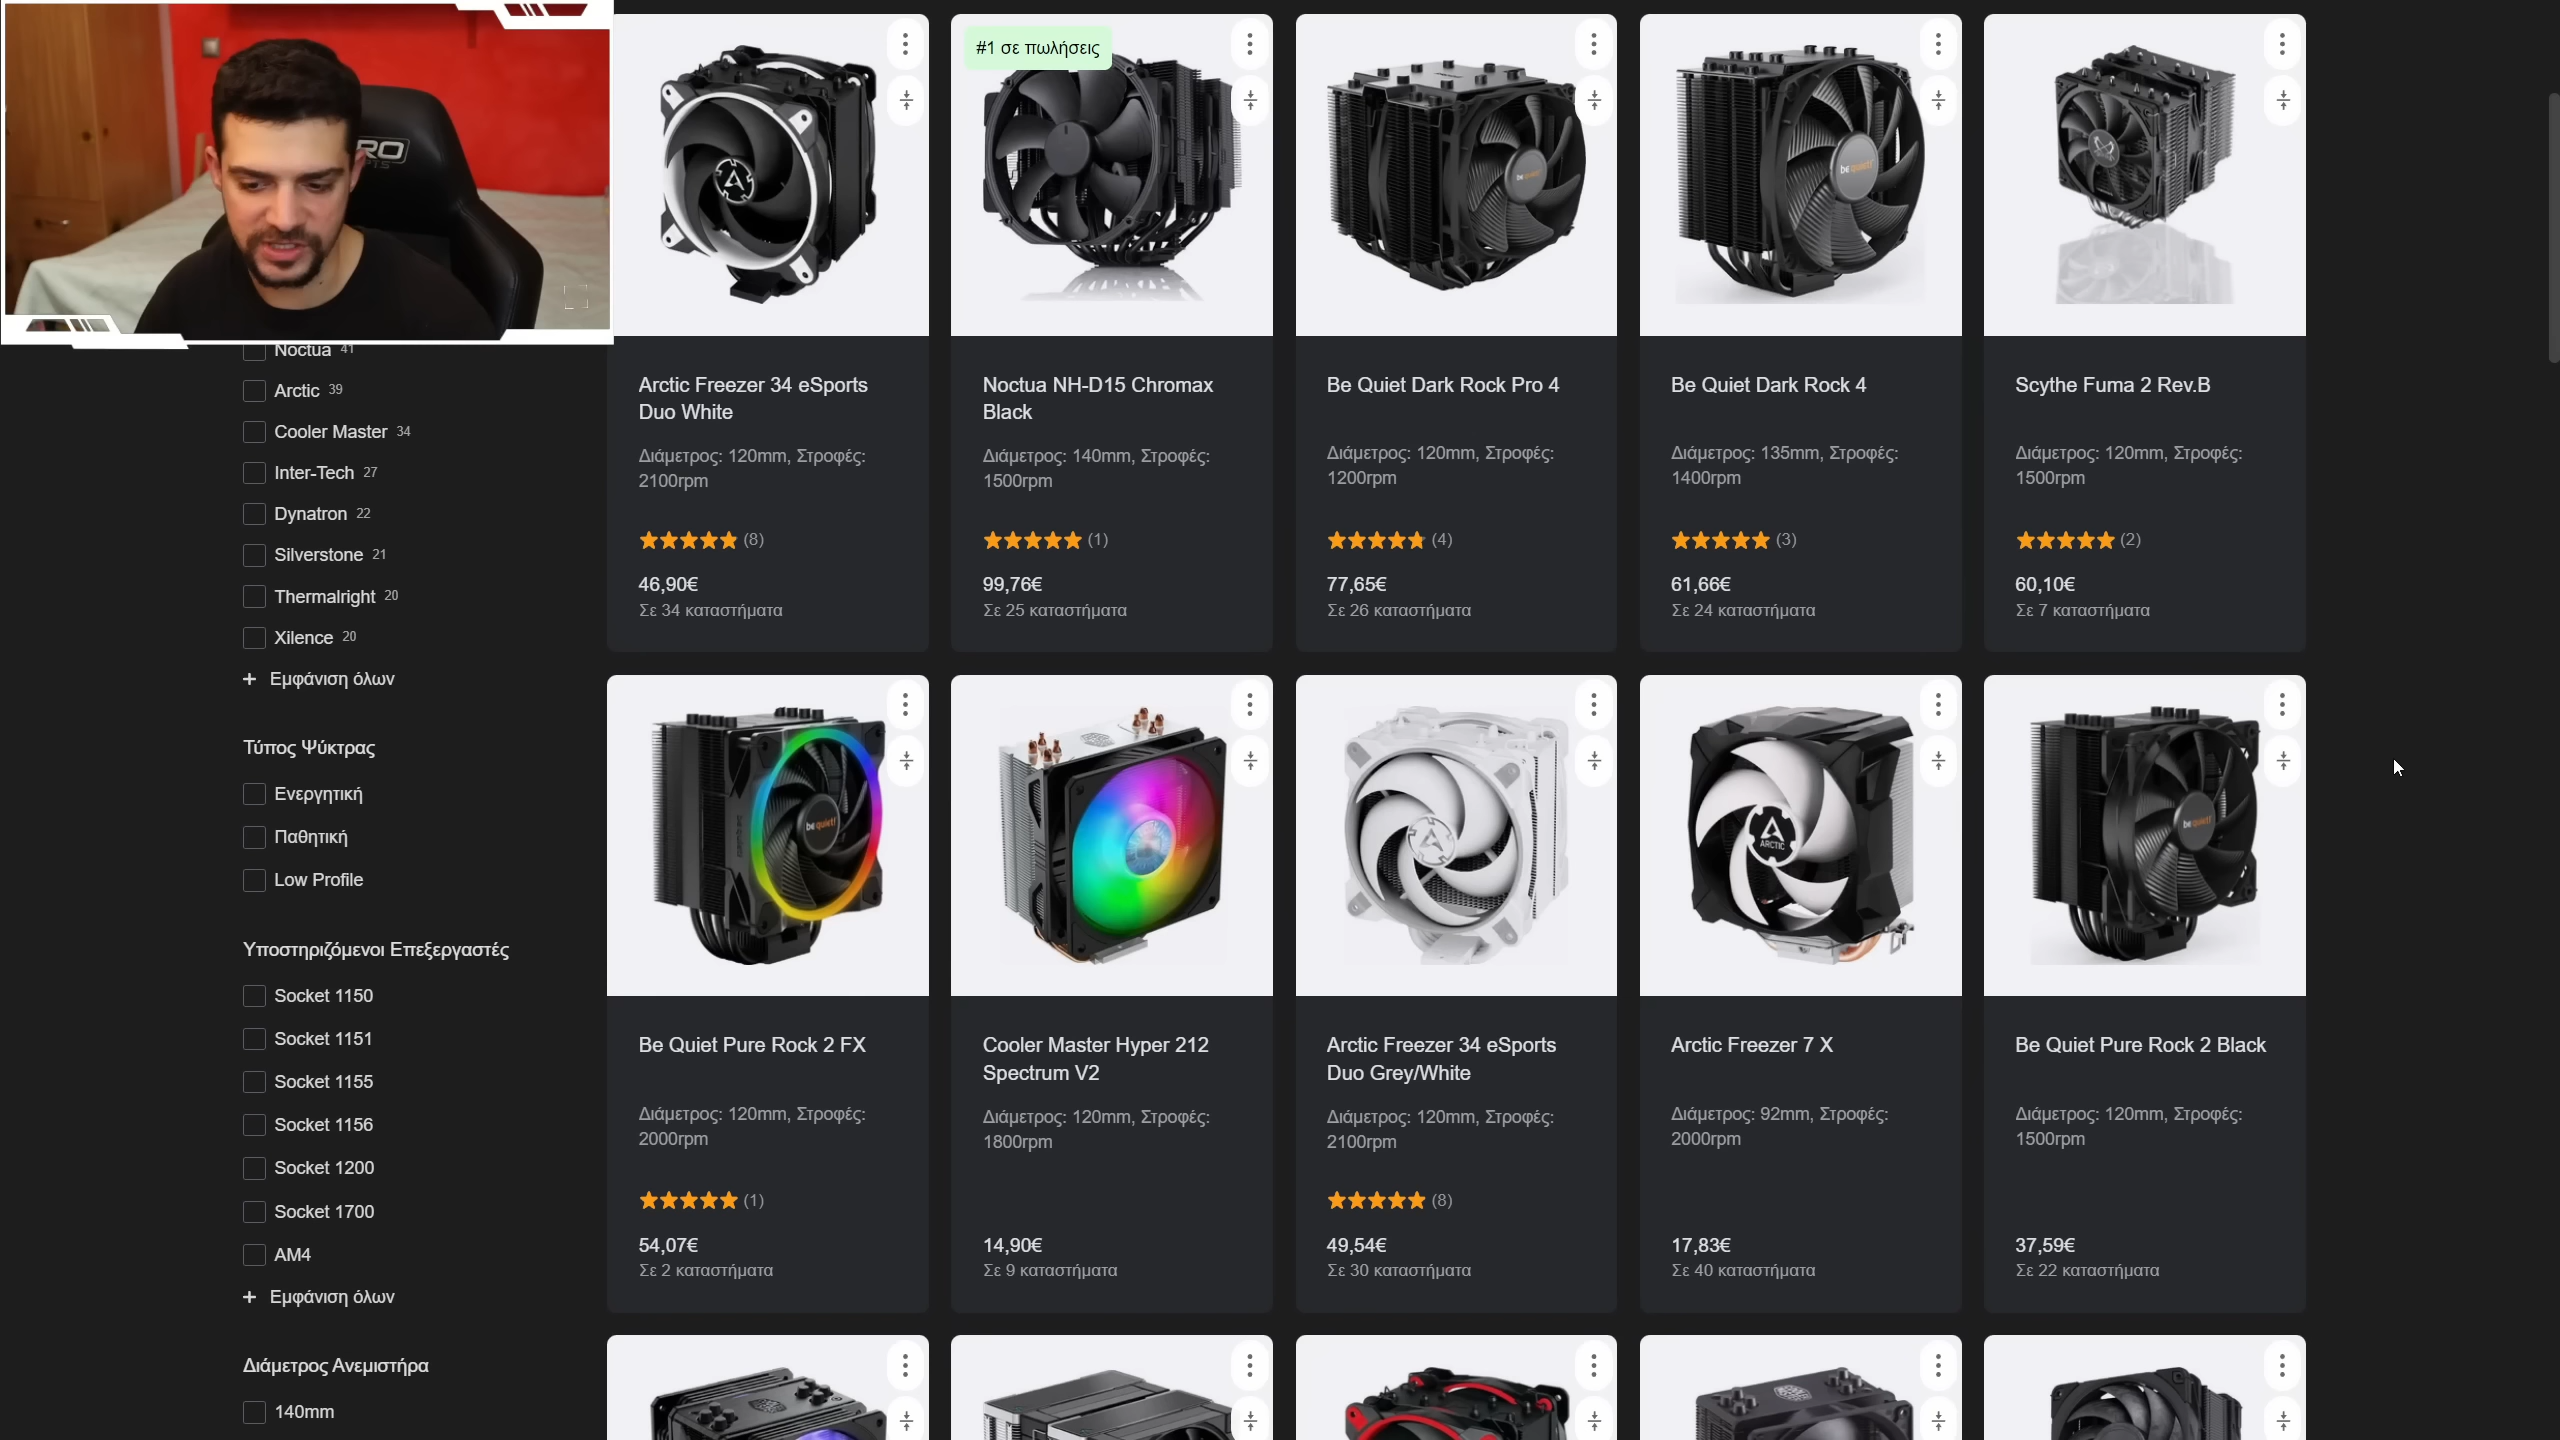 #1 σε πωλήσεις
Noctua 41
Arctic 39
Cooler Master 34
Inter-Tech 27
Dynatron 22
Silverstone 21
Thermalright 20
Xilence 20
+ Εμφάνιση όλων
Τύπος Ψύκτρας
Ενεργητική
Παθητική
Low Profile
Υποστηριζόμενοι Επεξεργαστές
Socket 1150
Socket 1151
Socket 1155
Socket 1156
Socket 1200
Socket 1700
AM4
+ Εμφάνιση όλων
Διάμετρος Ανεμιστήρα
140mm
Arctic Freezer 34 eSports
Duo White
Διάμετρος: 120mm, Στροφές:
2100rpm
(8)
46,90€
Σε 34 καταστήματα
Noctua NH-D15 Chromax
Black
Διάμετρος: 140mm, Στροφές:
1500rpm
(1)
99,76€
Σε 25 καταστήματα
be quiet!
Be Quiet Dark Rock Pro 4
Διάμετρος: 120mm, Στροφές:
1200rpm
(4)
77,65€
Σε 26 καταστήματα
be quiet!
Be Quiet Dark Rock 4
Διάμετρος: 135mm, Στροφές:
1400rpm
(3)
61,66€
Σε 24 καταστήματα
Scythe Fuma 2 Rev.B
Διάμετρος: 120mm, Στροφές:
1500rpm
(2)
60,10€
Σε 7 καταστήματα
be quiet!
Be Quiet Pure Rock 2 FX
Διάμετρος: 120mm, Στροφές:
2000rpm
(1)
54,07€
Σε 2 καταστήματα
Cooler Master Hyper 212
Spectrum V2
Διάμετρος: 120mm, Στροφές:
1800rpm
14,90€
Σε 9 καταστήματα
Arctic Freezer 34 eSports
Duo Grey/White
Διάμετρος: 120mm, Στροφές:
2100rpm
(8)
49,54€
Σε 30 καταστήματα
ARCTIC
Arctic Freezer 7 X
Διάμετρος: 92mm, Στροφές:
2000rpm
17,83€
Σε 40 καταστήματα
be quiet!
Be Quiet Pure Rock 2 Black
Διάμετρος: 120mm, Στροφές:
1500rpm
37,59€
Σε 22 καταστήματα